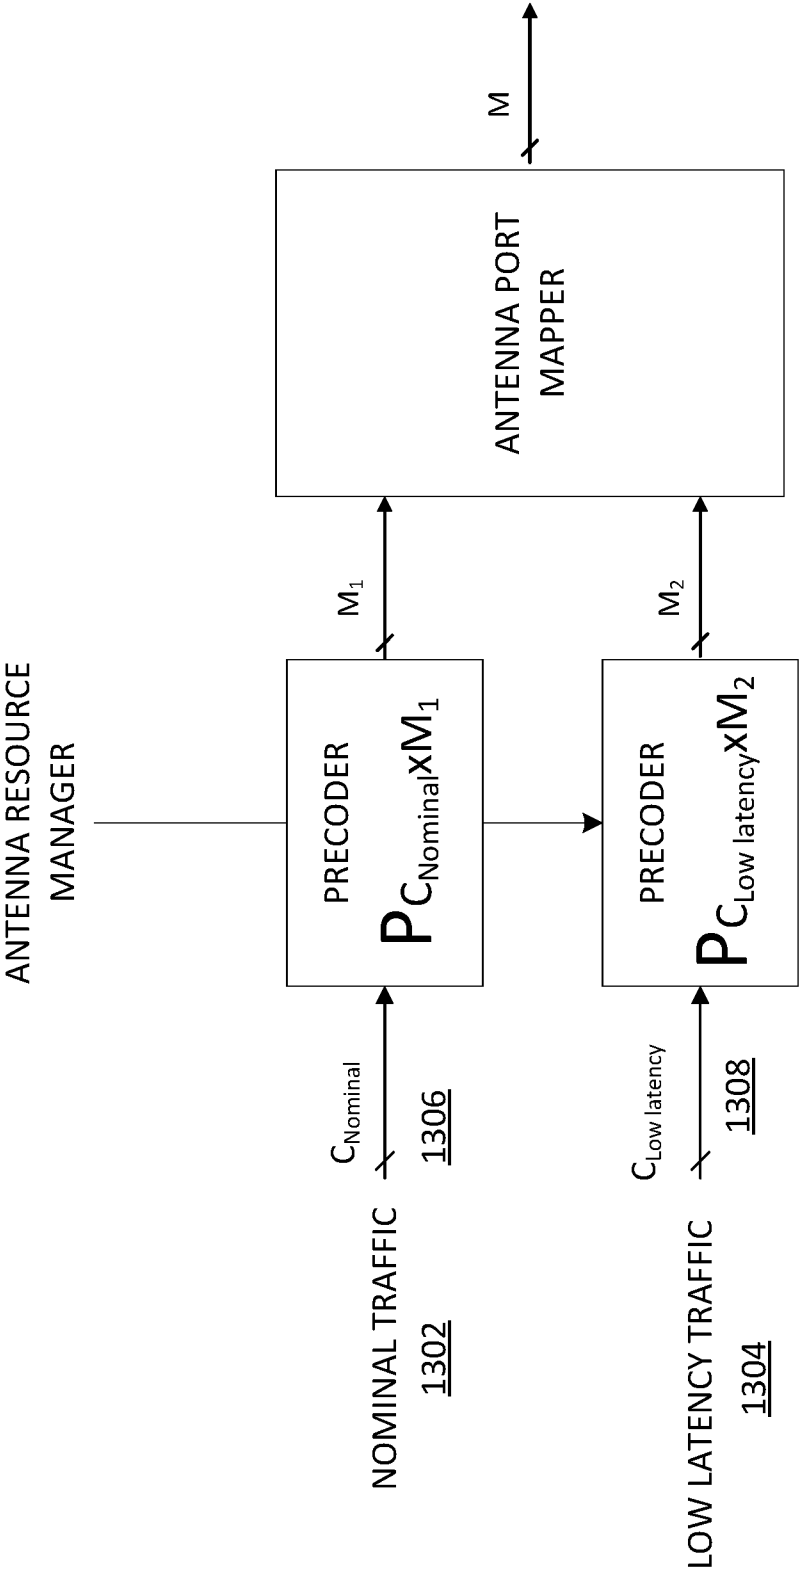 ANTENNA RESOURCE
MANAGER
NOMINAL TRAFFIC
1302
CNominal
1306
PRECODER
PCNominalxM1
M1
LOW LATENCY TRAFFIC
1304
CLow latency
1308
PRECODER
PCLow latencyxM2
M2
ANTENNA PORT
MAPPER
M